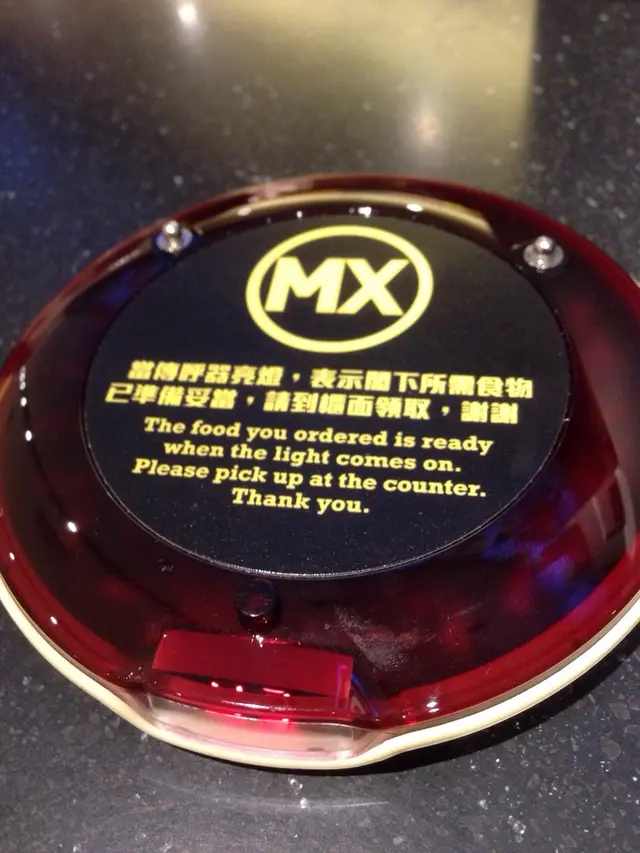 MX
當傳呼器亮燈，表示閣下所需食物
已準備妥當，請到櫃面領取，謝謝
The food you ordered is ready
when the light comes on.
Please pick up at the counter.
Thank you.